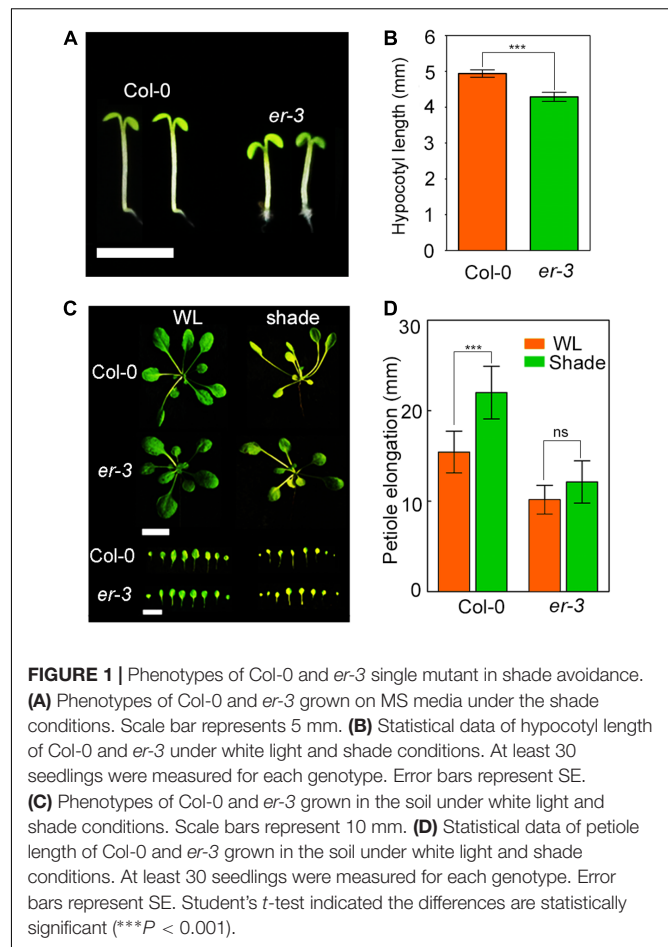 A
Col-0
er-3
B
6
5
4
3
2
1
0
Hypocotyl length (mm)
***
Col-0
er-3
C
WL
shade
Col-0
er-3
Col-0
er-3
D
30
20
10
0
Petiole elongation (mm)
WL
Shade
***
ns
Col-0
er-3
FIGURE 1 | Phenotypes of Col-0 and er-3 single mutant in shade avoidance.
(A) Phenotypes of Col-0 and er-3 grown on MS media under the shade
conditions. Scale bar represents 5 mm. (B) Statistical data of hypocotyl length
of Col-0 and er-3 under white light and shade conditions. At least 30
seedlings were measured for each genotype. Error bars represent SE.
(C) Phenotypes of Col-0 and er-3 grown in the soil under white light and
shade conditions. Scale bars represent 10 mm. (D) Statistical data of petiole
length of Col-0 and er-3 grown in the soil under white light and shade
conditions. At least 30 seedlings were measured for each genotype. Error
bars represent SE. Student's t-test indicated the differences are statistically
significant (***P < 0.001).